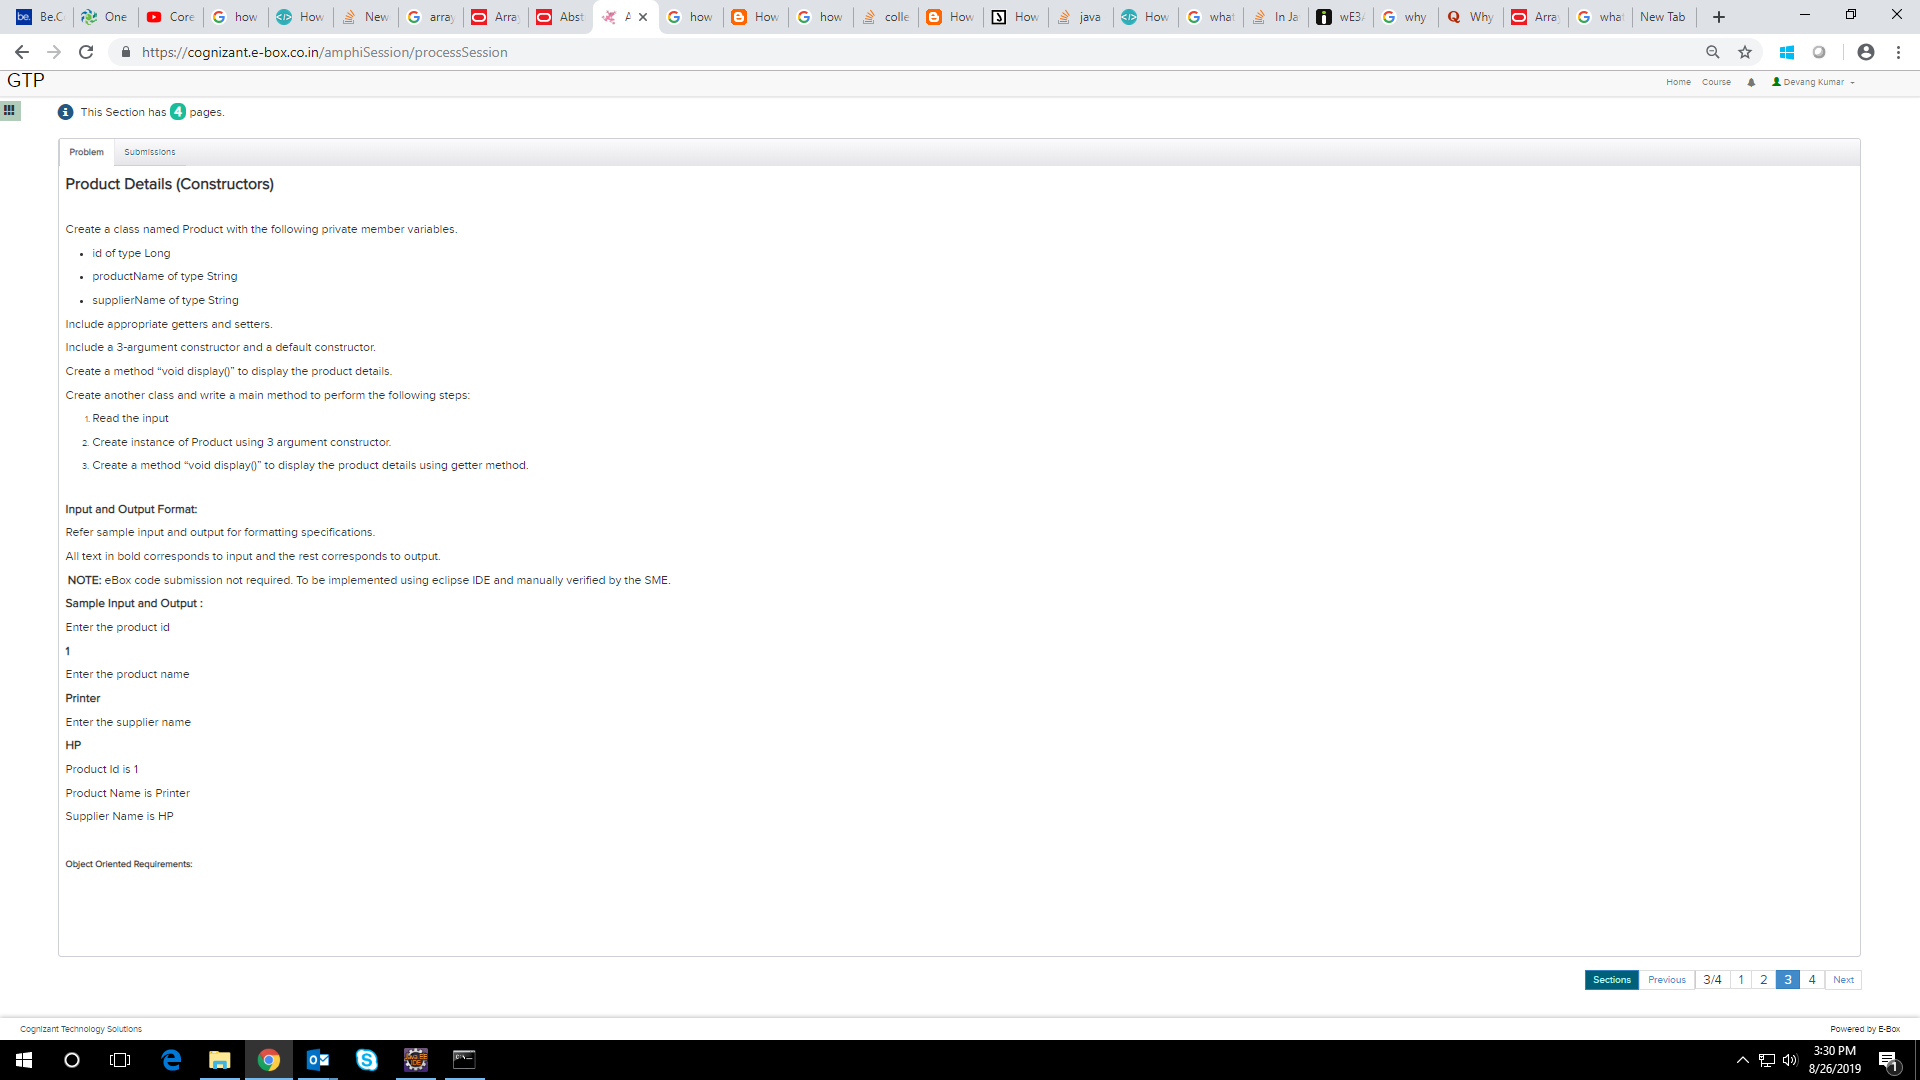 be. Be.C One Core how How New array Array Abst A how How how colle How How java How what In Ja wE3/ why Why Array what New Tab
https://cognizant.e-box.co.in/amphiSession/processSession
GTP
Home Course Devang Kumar
This Section has 4 pages.
Problem Submissions
Product Details (Constructors)
Create a class named Product with the following private member variables.
• id of type Long
• productName of type String
• supplierName of type String
Include appropriate getters and setters.
Include a 3-argument constructor and a default constructor.
Create a method “void display()” to display the product details.
Create another class and write a main method to perform the following steps:
1. Read the input
2. Create instance of Product using 3 argument constructor.
3. Create a method “void display()” to display the product details using getter method.
Input and Output Format:
Refer sample input and output for formatting specifications.
All text in bold corresponds to input and the rest corresponds to output.
NOTE: eBox code submission not required. To be implemented using eclipse IDE and manually verified by the SME.
Sample Input and Output :
Enter the product id
1
Enter the product name
Printer
Enter the supplier name
HP
Product Id is 1
Product Name is Printer
Supplier Name is HP
Object Oriented Requirements:
Sections Previous 3/4 1 2 3 4 Next
Cognizant Technology Solutions Powered by E-Box
3:30 PM
8/26/2019
1